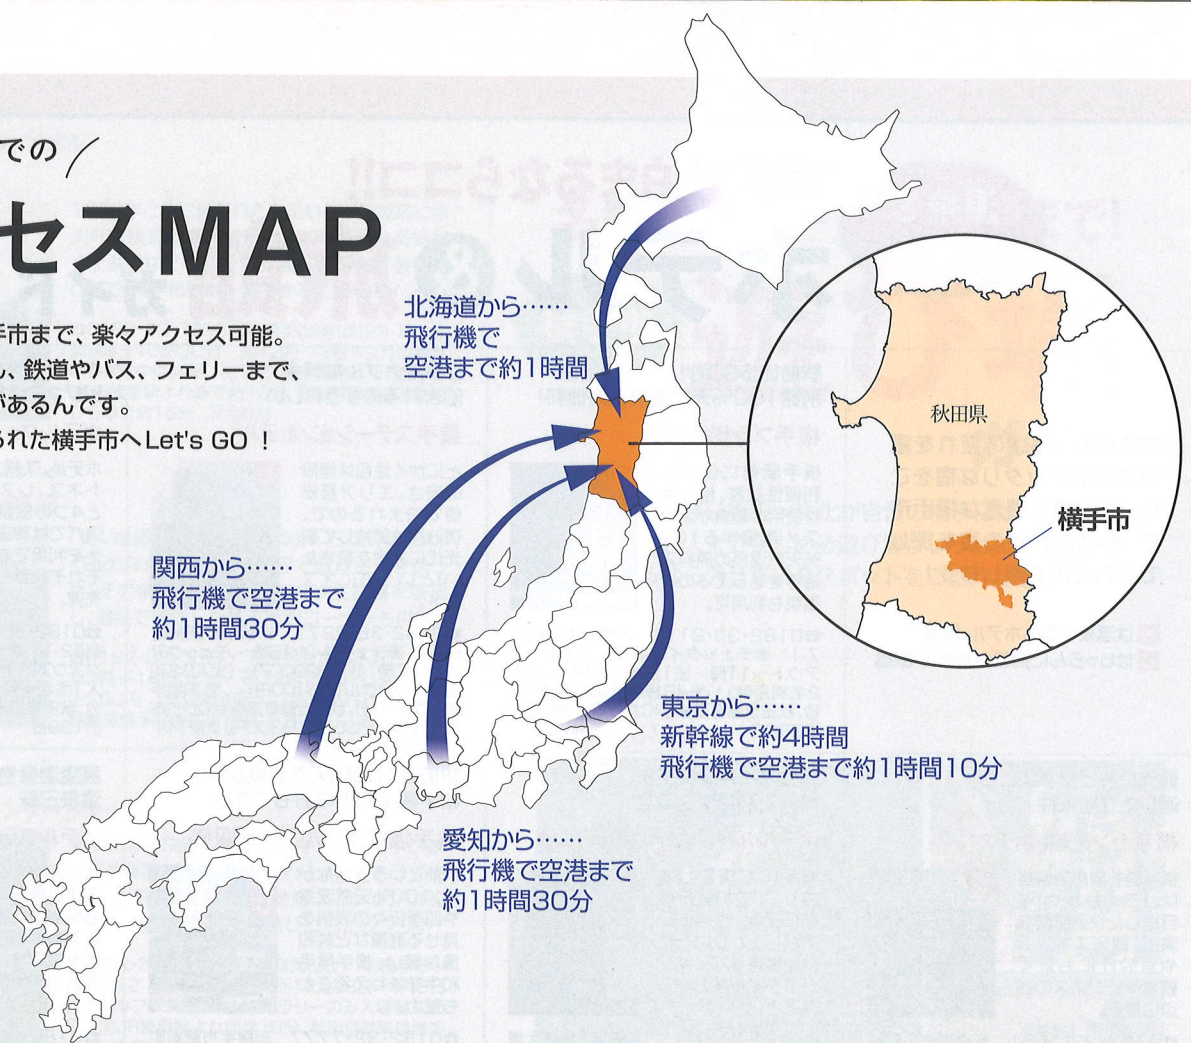 での
セスMAP
手市まで、楽々アクセス可能。
、鉄道やバス、フェリーまで、
があるんです。
られた横手市へLet's GO！
北海道から……
飛行機で
空港まで約1時間
秋田県
横手市
関西から……
飛行機で空港まで
約1時間30分
東京から……
新幹線で約4時間
飛行機で空港まで約1時間10分
愛知から……
飛行機で空港まで
約1時間30分